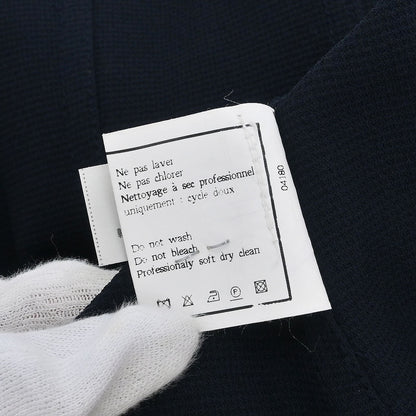 Ne pas laver
Ne pas chlorer
Nettoyage à sec professionnel
uniquement : cycle doux
Do not wash
Do not bleach
Professionaly soft dry clean
F
04180